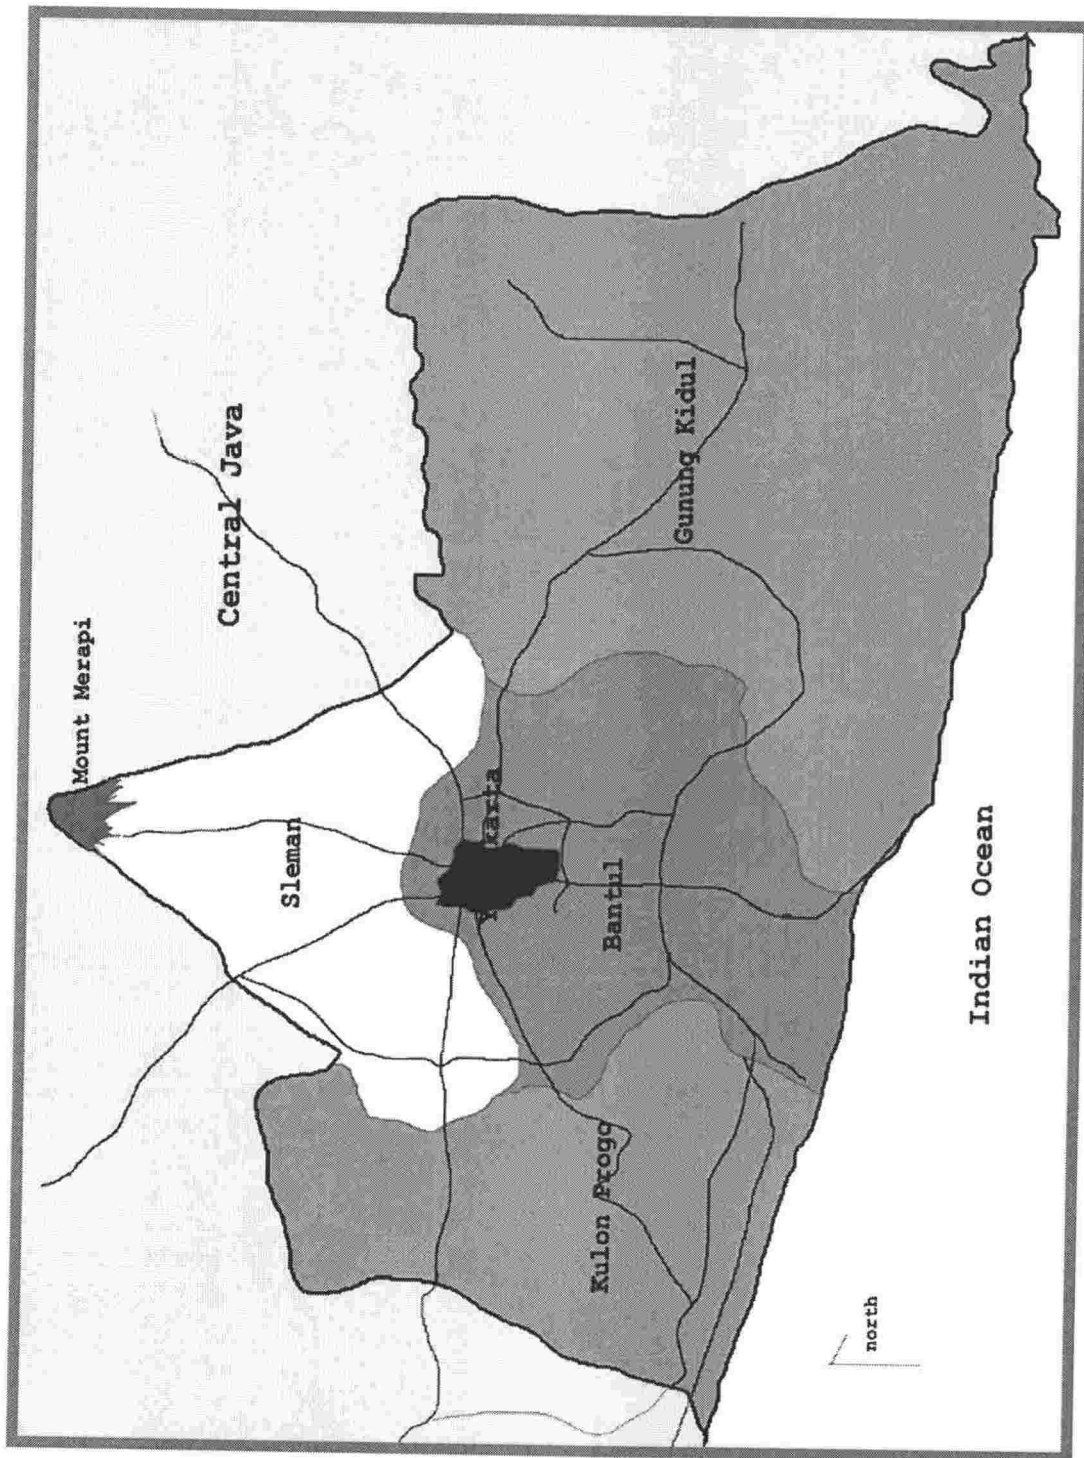 Mount Merapi
Central Java
Sleman
Bantul
Gunung Kidul
Kulon Progo
Indian Ocean
north